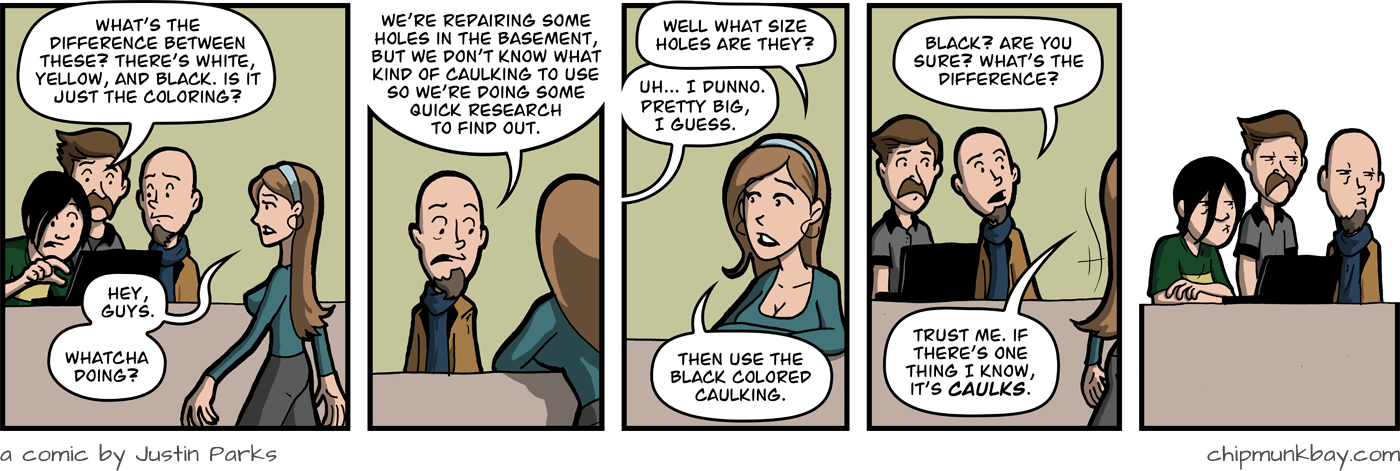 WHAT'S THE
DIFFERENCE BETWEEN
THESE? THERE'S WHITE,
YELLOW, AND BLACK. IS IT
JUST THE COLORING?
HEY,
GUYS.
WHATCHA
DOING?
WE'RE REPAIRING SOME
HOLES IN THE BASEMENT,
BUT WE DON'T KNOW WHAT
KIND OF CAULKING TO USE
SO WE'RE DOING SOME
QUICK RESEARCH
TO FIND OUT.
WELL WHAT SIZE
HOLES ARE THEY?
UH... I DUNNO.
PRETTY BIG,
I GUESS.
THEN USE THE
BLACK COLORED
CAULKING.
BLACK? ARE YOU
SURE? WHAT'S THE
DIFFERENCE?
TRUST ME. IF
THERE'S ONE
THING I KNOW,
IT'S CAULKS.
a comic by Justin Parks
chipmunkbay.com